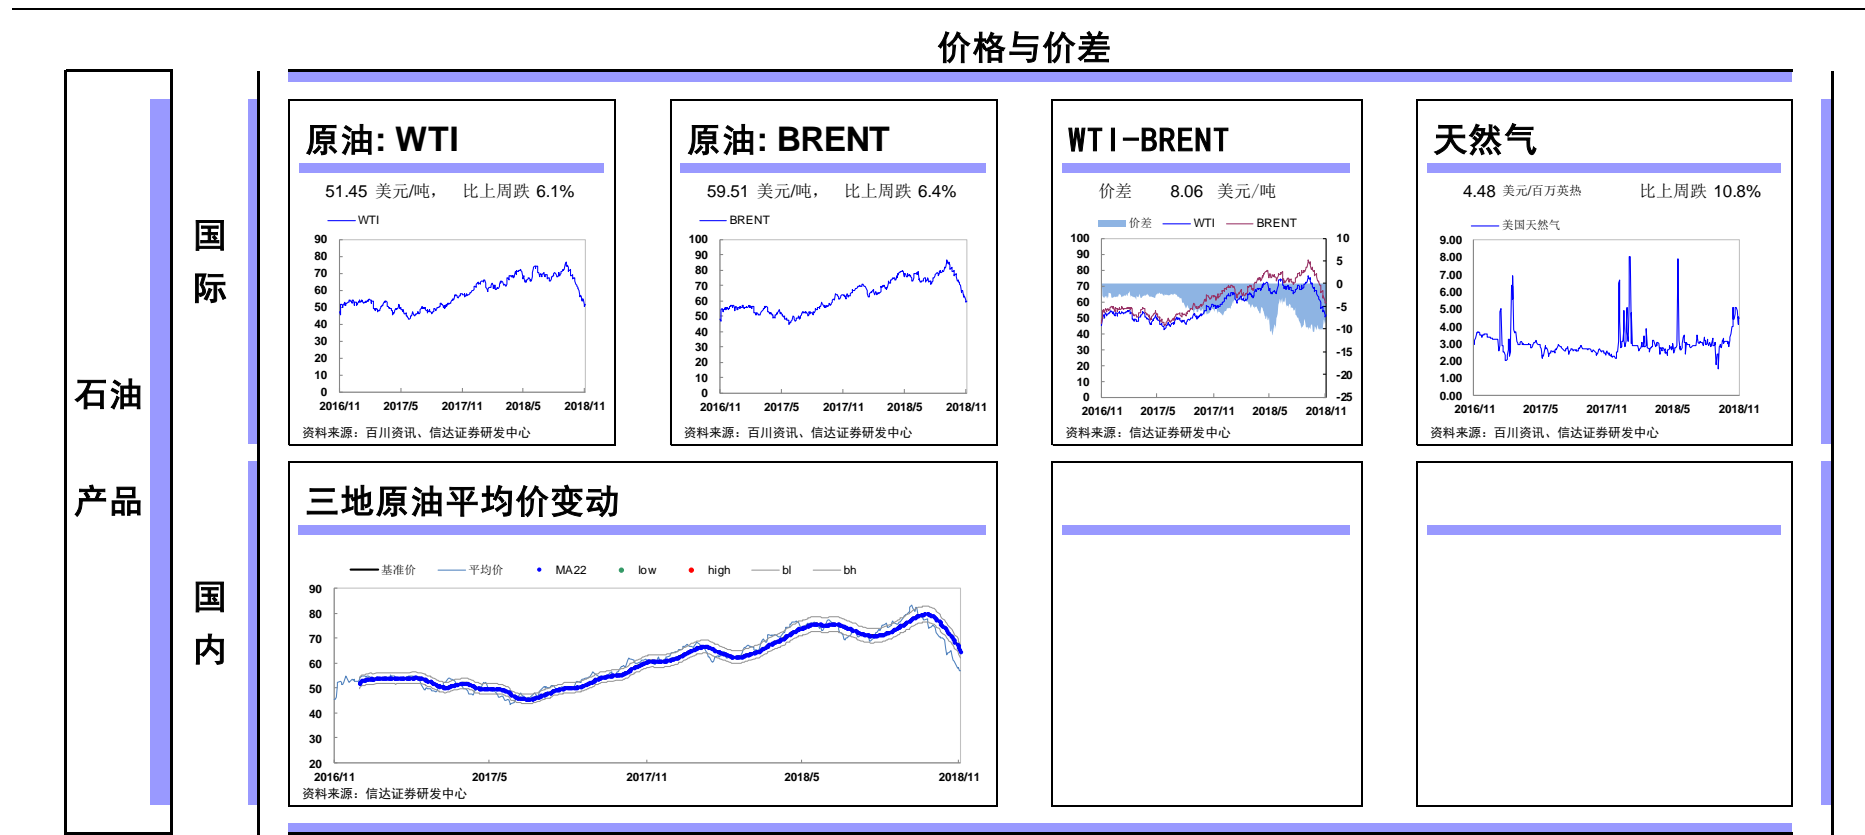 价格与价差
石油
产品
国
际
国
内
原油: WTI
51.45 美元/吨， 比上周跌 6.1%
WTI
90
80
70
60
50
40
30
20
10
0
2016/11 2017/5 2017/11 2018/5 2018/11
资料来源：百川资讯、信达证券研发中心
原油: BRENT
59.51 美元/吨， 比上周跌 6.4%
BRENT
100
90
80
70
60
50
40
30
20
10
0
2016/11 2017/5 2017/11 2018/5 2018/11
资料来源：百川资讯、信达证券研发中心
WTI-BRENT
价差 8.06 美元/吨
价差 WTI BRENT
100
90
80
70
60
50
40
30
20
10
0
10
5
0
-5
-10
-15
-20
-25
2016/11 2017/5 2017/11 2018/5 2018/11
资料来源：信达证券研发中心
天然气
4.48 美元/百万英热 比上周跌 10.8%
美国天然气
9.00
8.00
7.00
6.00
5.00
4.00
3.00
2.00
1.00
0.00
2016/11 2017/5 2017/11 2018/5 2018/11
资料来源：百川资讯、信达证券研发中心
三地原油平均价变动
基准价 平均价 MA22 low high bl bh
90
80
70
60
50
40
30
20
2016/11 2017/5 2017/11 2018/5 2018/11
资料来源：信达证券研发中心